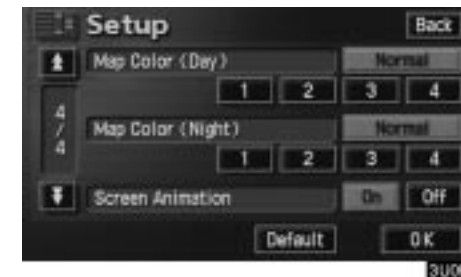 Setup Back
Map Color (Day) Normal
1 2 3 4
4/4
Map Color (Night) Normal
1 2 3 4
Screen Animation On Off
Default OK